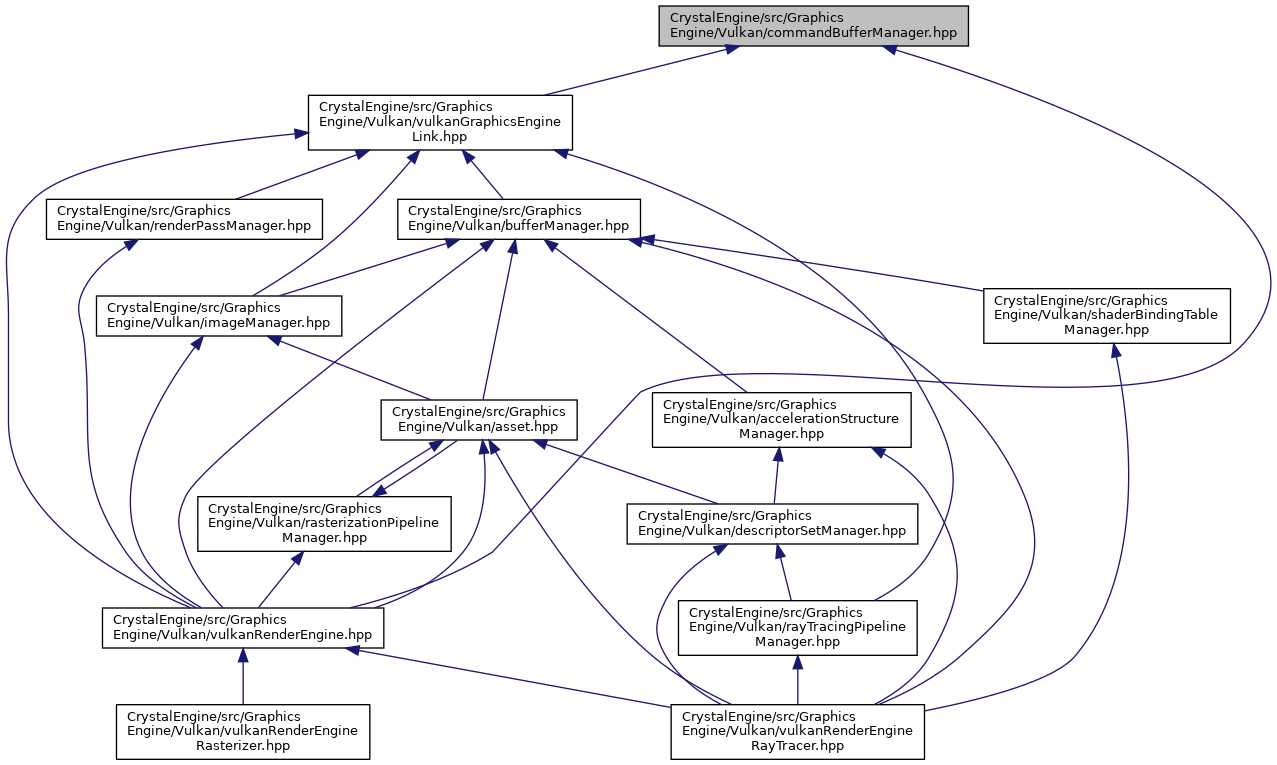 CrystalEngine/src/Graphics
Engine/Vulkan/commandBufferManager.hpp
CrystalEngine/src/Graphics
Engine/Vulkan/vulkanGraphicsEngine
Link.hpp
CrystalEngine/src/Graphics
Engine/Vulkan/renderPassManager.hpp
CrystalEngine/src/Graphics
Engine/Vulkan/bufferManager.hpp
CrystalEngine/src/Graphics
Engine/Vulkan/imageManager.hpp
CrystalEngine/src/Graphics
Engine/Vulkan/shaderBindingTable
Manager.hpp
CrystalEngine/src/Graphics
Engine/Vulkan/asset.hpp
CrystalEngine/src/Graphics
Engine/Vulkan/accelerationStructure
Manager.hpp
CrystalEngine/src/Graphics
Engine/Vulkan/rasterizationPipeline
Manager.hpp
CrystalEngine/src/Graphics
Engine/Vulkan/descriptorSetManager.hpp
CrystalEngine/src/Graphics
Engine/Vulkan/vulkanRenderEngine.hpp
CrystalEngine/src/Graphics
Engine/Vulkan/rayTracingPipeline
Manager.hpp
CrystalEngine/src/Graphics
Engine/Vulkan/vulkanRenderEngine
Rasterizer.hpp
CrystalEngine/src/Graphics
Engine/Vulkan/vulkanRenderEngine
RayTracer.hpp